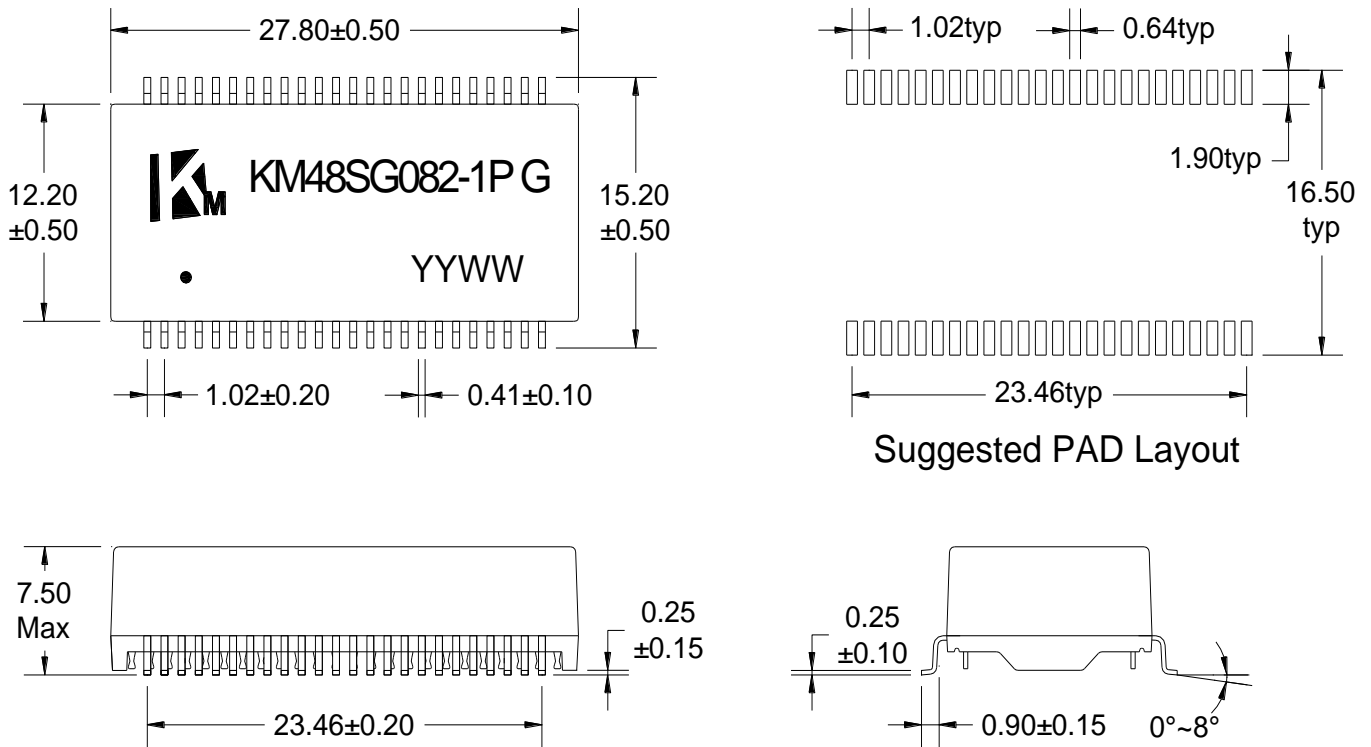 27.80±0.50
1.02typ
0.64typ
KM
KM48SG082-1P G
YYWW
12.20
±0.50
15.20
±0.50
1.90typ
16.50
typ
1.02±0.20
0.41±0.10
23.46typ
Suggested PAD Layout
7.50
Max
0.25
±0.15
23.46±0.20
0.25
±0.10
0.90±0.15
0°~8°